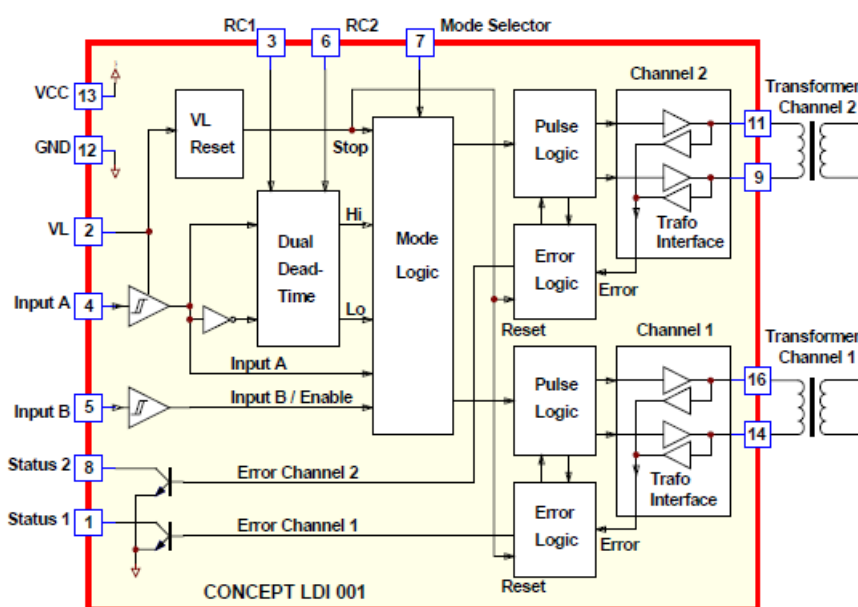 RC1
RC2
3
6
7
Mode Selector
VCC
13
GND
12
VL
2
Input A
4
Input B
5
Status 2
8
Status 1
1
VL
Reset
Stop
Dual
Dead-
Time
Hi
Lo
Mode
Logic
Input A
Input B / Enable
Error Channel 2
Error Channel 1
Channel 2
Pulse
Logic
Error
Logic
Trafo
Interface
Error
Reset
11
9
Transformer
Channel 2
Channel 1
Pulse
Logic
Error
Logic
Trafo
Interface
Error
Reset
16
14
Transformer
Channel 1
CONCEPT LDI 001